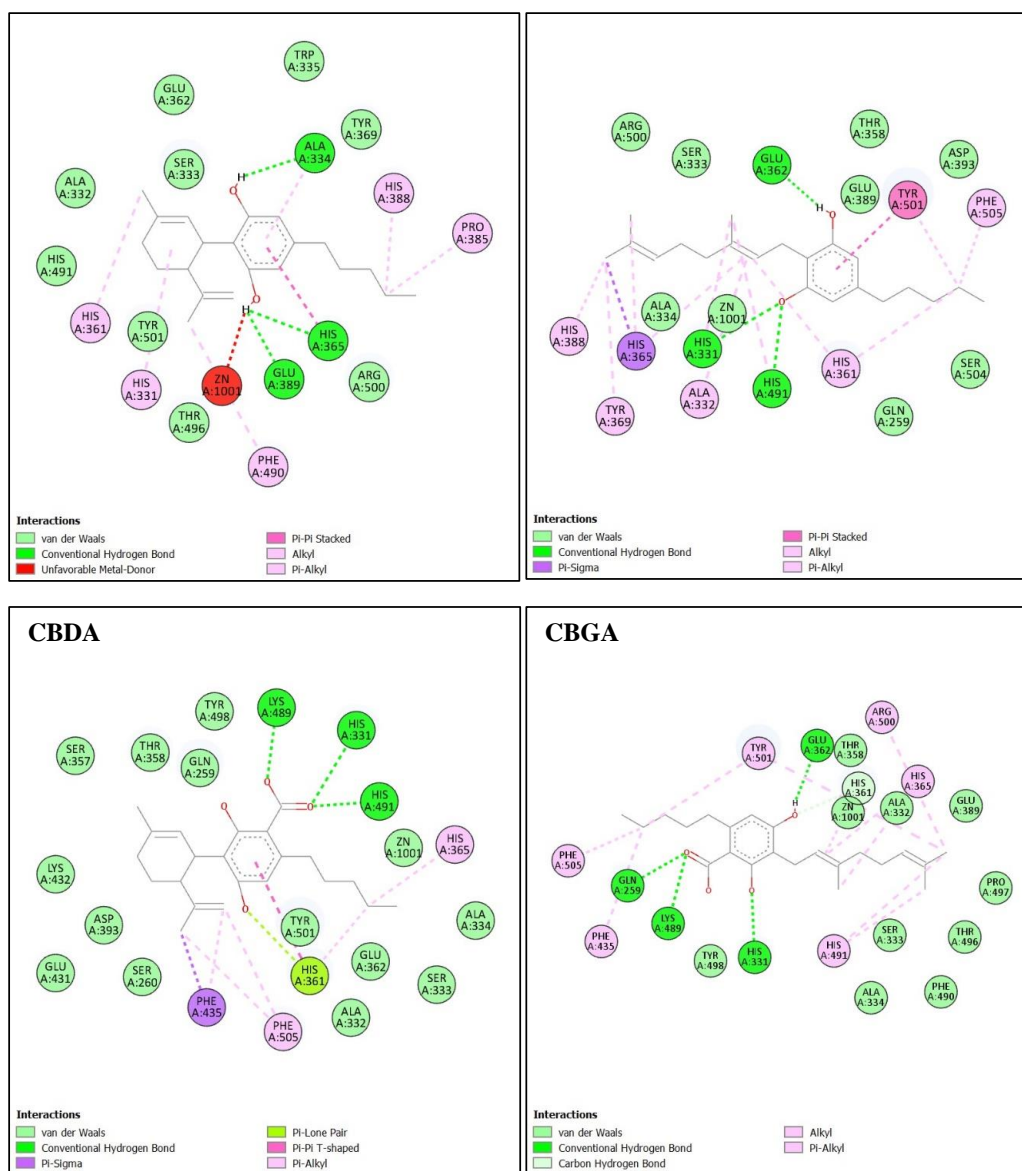 TRP
A:335
GLU
A:362
TYR
A:369
ALA
A:334
SER
A:333
ALA
A:332
HIS
A:388
PRO
A:385
H
O
HIS
A:491
O
H
HIS
A:361
TYR
A:501
HIS
A:365
HIS
A:331
ZN
A:1001
GLU
A:389
ARG
A:500
THR
A:496
PHE
A:490
Interactions
van der Waals
Conventional Hydrogen Bond
Unfavorable Metal-Donor
Pi-Pi Stacked
Alkyl
Pi-Alkyl
ARG
A:500
SER
A:333
GLU
A:362
THR
A:358
ASP
A:393
GLU
A:389
TYR
A:501
PHE
A:505
H
O
O
ALA
A:334
ZN
A:1001
HIS
A:388
HIS
A:365
HIS
A:331
HIS
A:361
SER
A:504
TYR
A:369
ALA
A:332
HIS
A:491
GLN
A:259
Interactions
van der Waals
Conventional Hydrogen Bond
Pi-Sigma
Pi-Pi Stacked
Alkyl
Pi-Alkyl
CBDA
TYR
A:498
LYS
A:489
HIS
A:331
SER
A:357
THR
A:358
GLN
A:259
HIS
A:491
O
O
O
ZN
A:1001
HIS
A:365
LYS
A:432
O
ASP
A:393
TYR
A:501
ALA
A:334
GLU
A:431
SER
A:260
HIS
A:361
GLU
A:362
SER
A:333
PHE
A:435
PHE
A:505
ALA
A:332
Interactions
van der Waals
Conventional Hydrogen Bond
Pi-Sigma
Pi-Lone Pair
Pi-Pi T-shaped
Pi-Alkyl
CBGA
ARG
A:500
TYR
A:501
GLU
A:362
THR
A:358
HIS
A:361
HIS
A:365
H
O
ZN
A:1001
ALA
A:332
GLU
A:389
PHE
A:505
O
O
O
GLN
A:259
PRO
A:497
LYS
A:489
PHE
A:435
TYR
A:498
HIS
A:331
HIS
A:491
SER
A:333
THR
A:496
ALA
A:334
PHE
A:490
Interactions
van der Waals
Conventional Hydrogen Bond
Carbon Hydrogen Bond
Alkyl
Pi-Alkyl